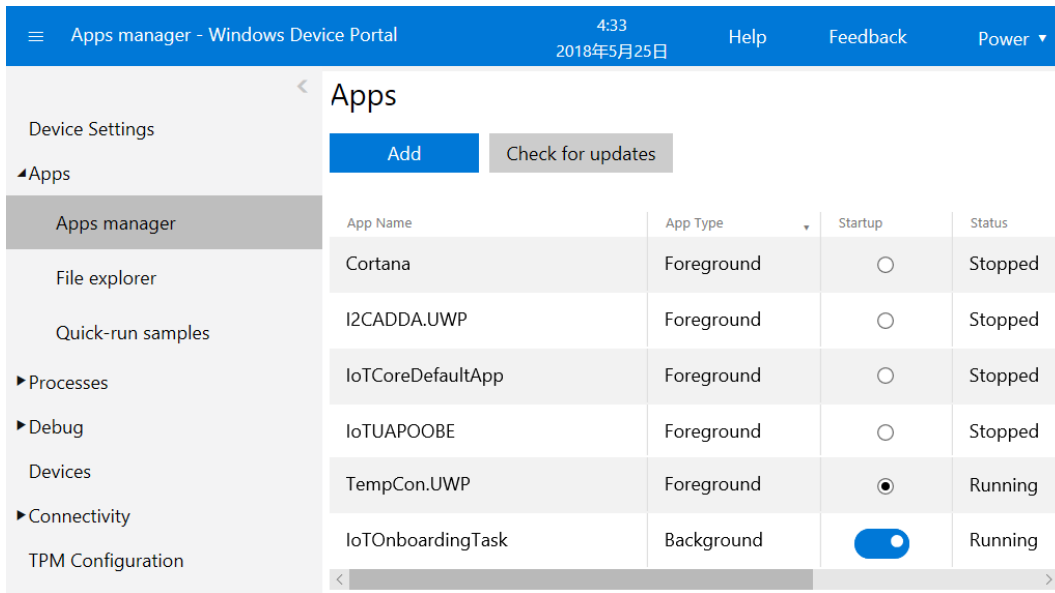 Apps manager - Windows Device Portal
4:33
2018年5月25日
Help
Feedback
Power
Device Settings
Apps
Apps manager
File explorer
Quick-run samples
Processes
Debug
Devices
Connectivity
TPM Configuration
Apps
Add Check for updates
App Name App Type Startup Status
Cortana Foreground Stopped
I2CADDA.UWP Foreground Stopped
IoTCoreDefaultApp Foreground Stopped
IoTUAPOOBE Foreground Stopped
TempCon.UWP Foreground Running
IoTOnboardingTask Background Running